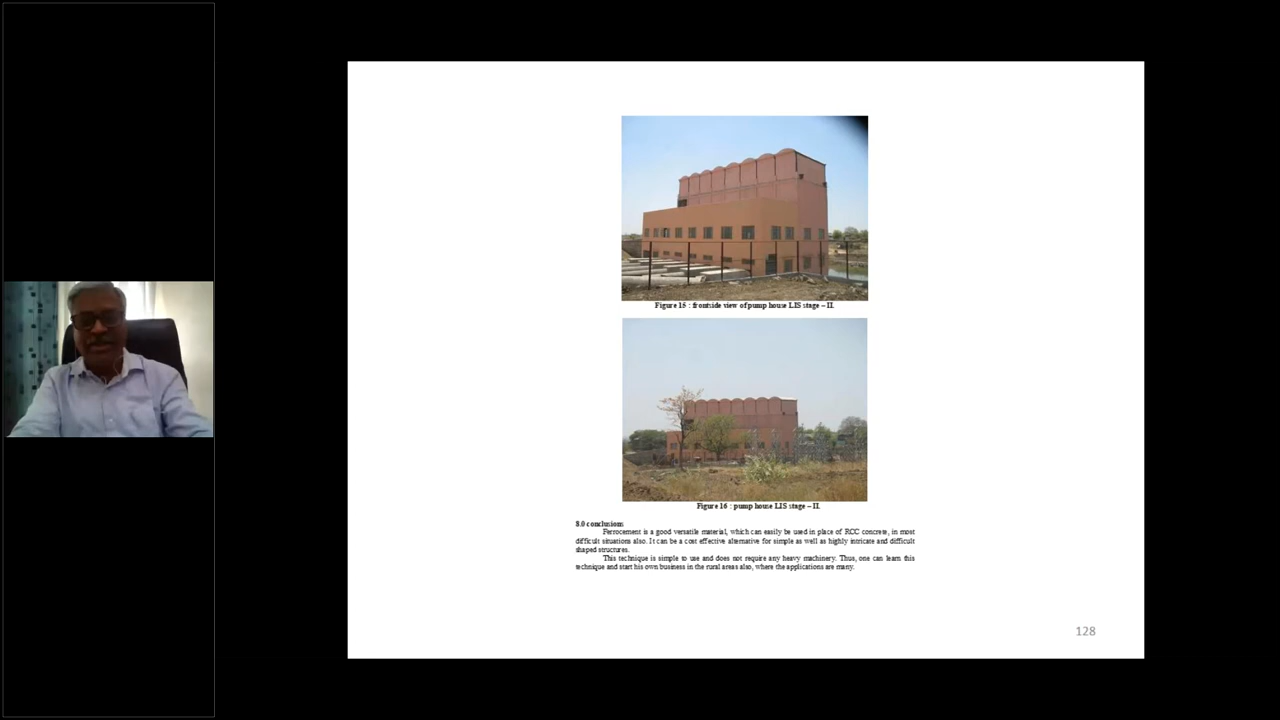 Figure 15 : frontside view of pump house LIS stage – II.
Figure 16 : pump house LIS stage – II.
8.0 conclusions
Ferrocement is a good versatile material, which can easily be used in place of RCC concrete, in most
difficult situations also. It can be a cost effective alternative for simple as well as highly intricate and difficult
shaped structures.
This technique is simple to use and does not require any heavy machinery. Thus, one can learn this
technique and start his own business in the rural areas also, where the applications are many.
128